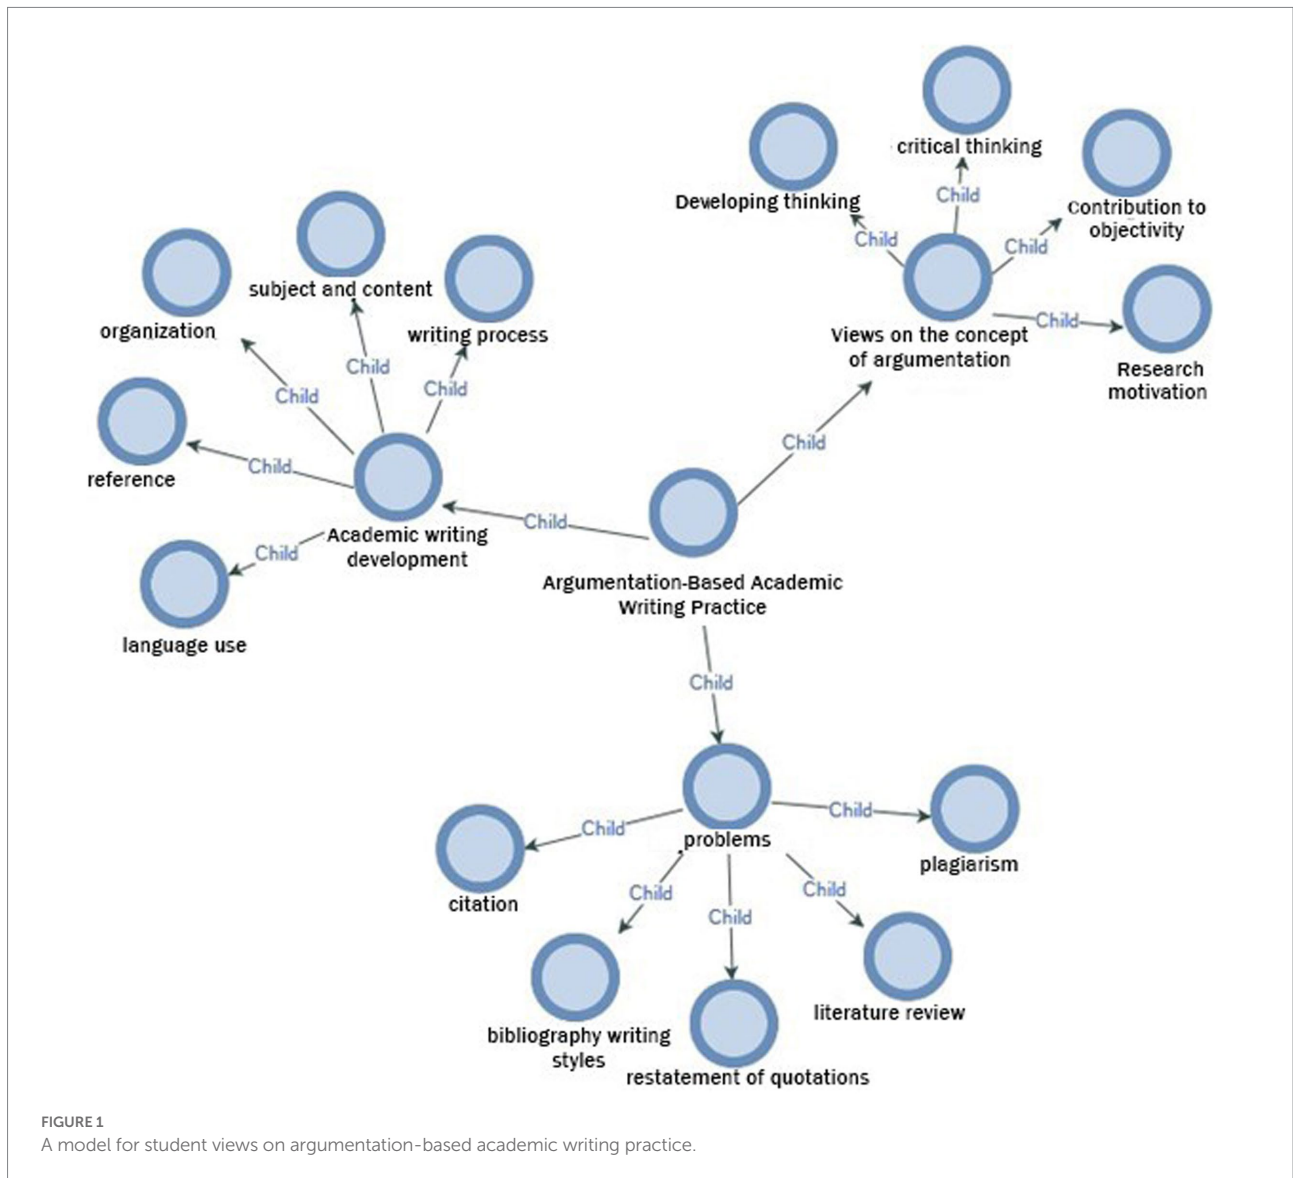 critical thinking
Child
Developing thinking
Child
Contribution to
objectivity
Child
Views on the concept
of argumentation
Child
Research
motivation
Child
subject and content
Child
organization
Child
writing process
Child
reference
Child
Academic writing
development
Child
language use
Child
Argumentation-Based Academic
Writing Practice
Child
problems
Child
plagiarism
Child
citation
Child
bibliography writing
styles
Child
restatement of quotations
Child
literature review
FIGURE 1
A model for student views on argumentation-based academic writing practice.